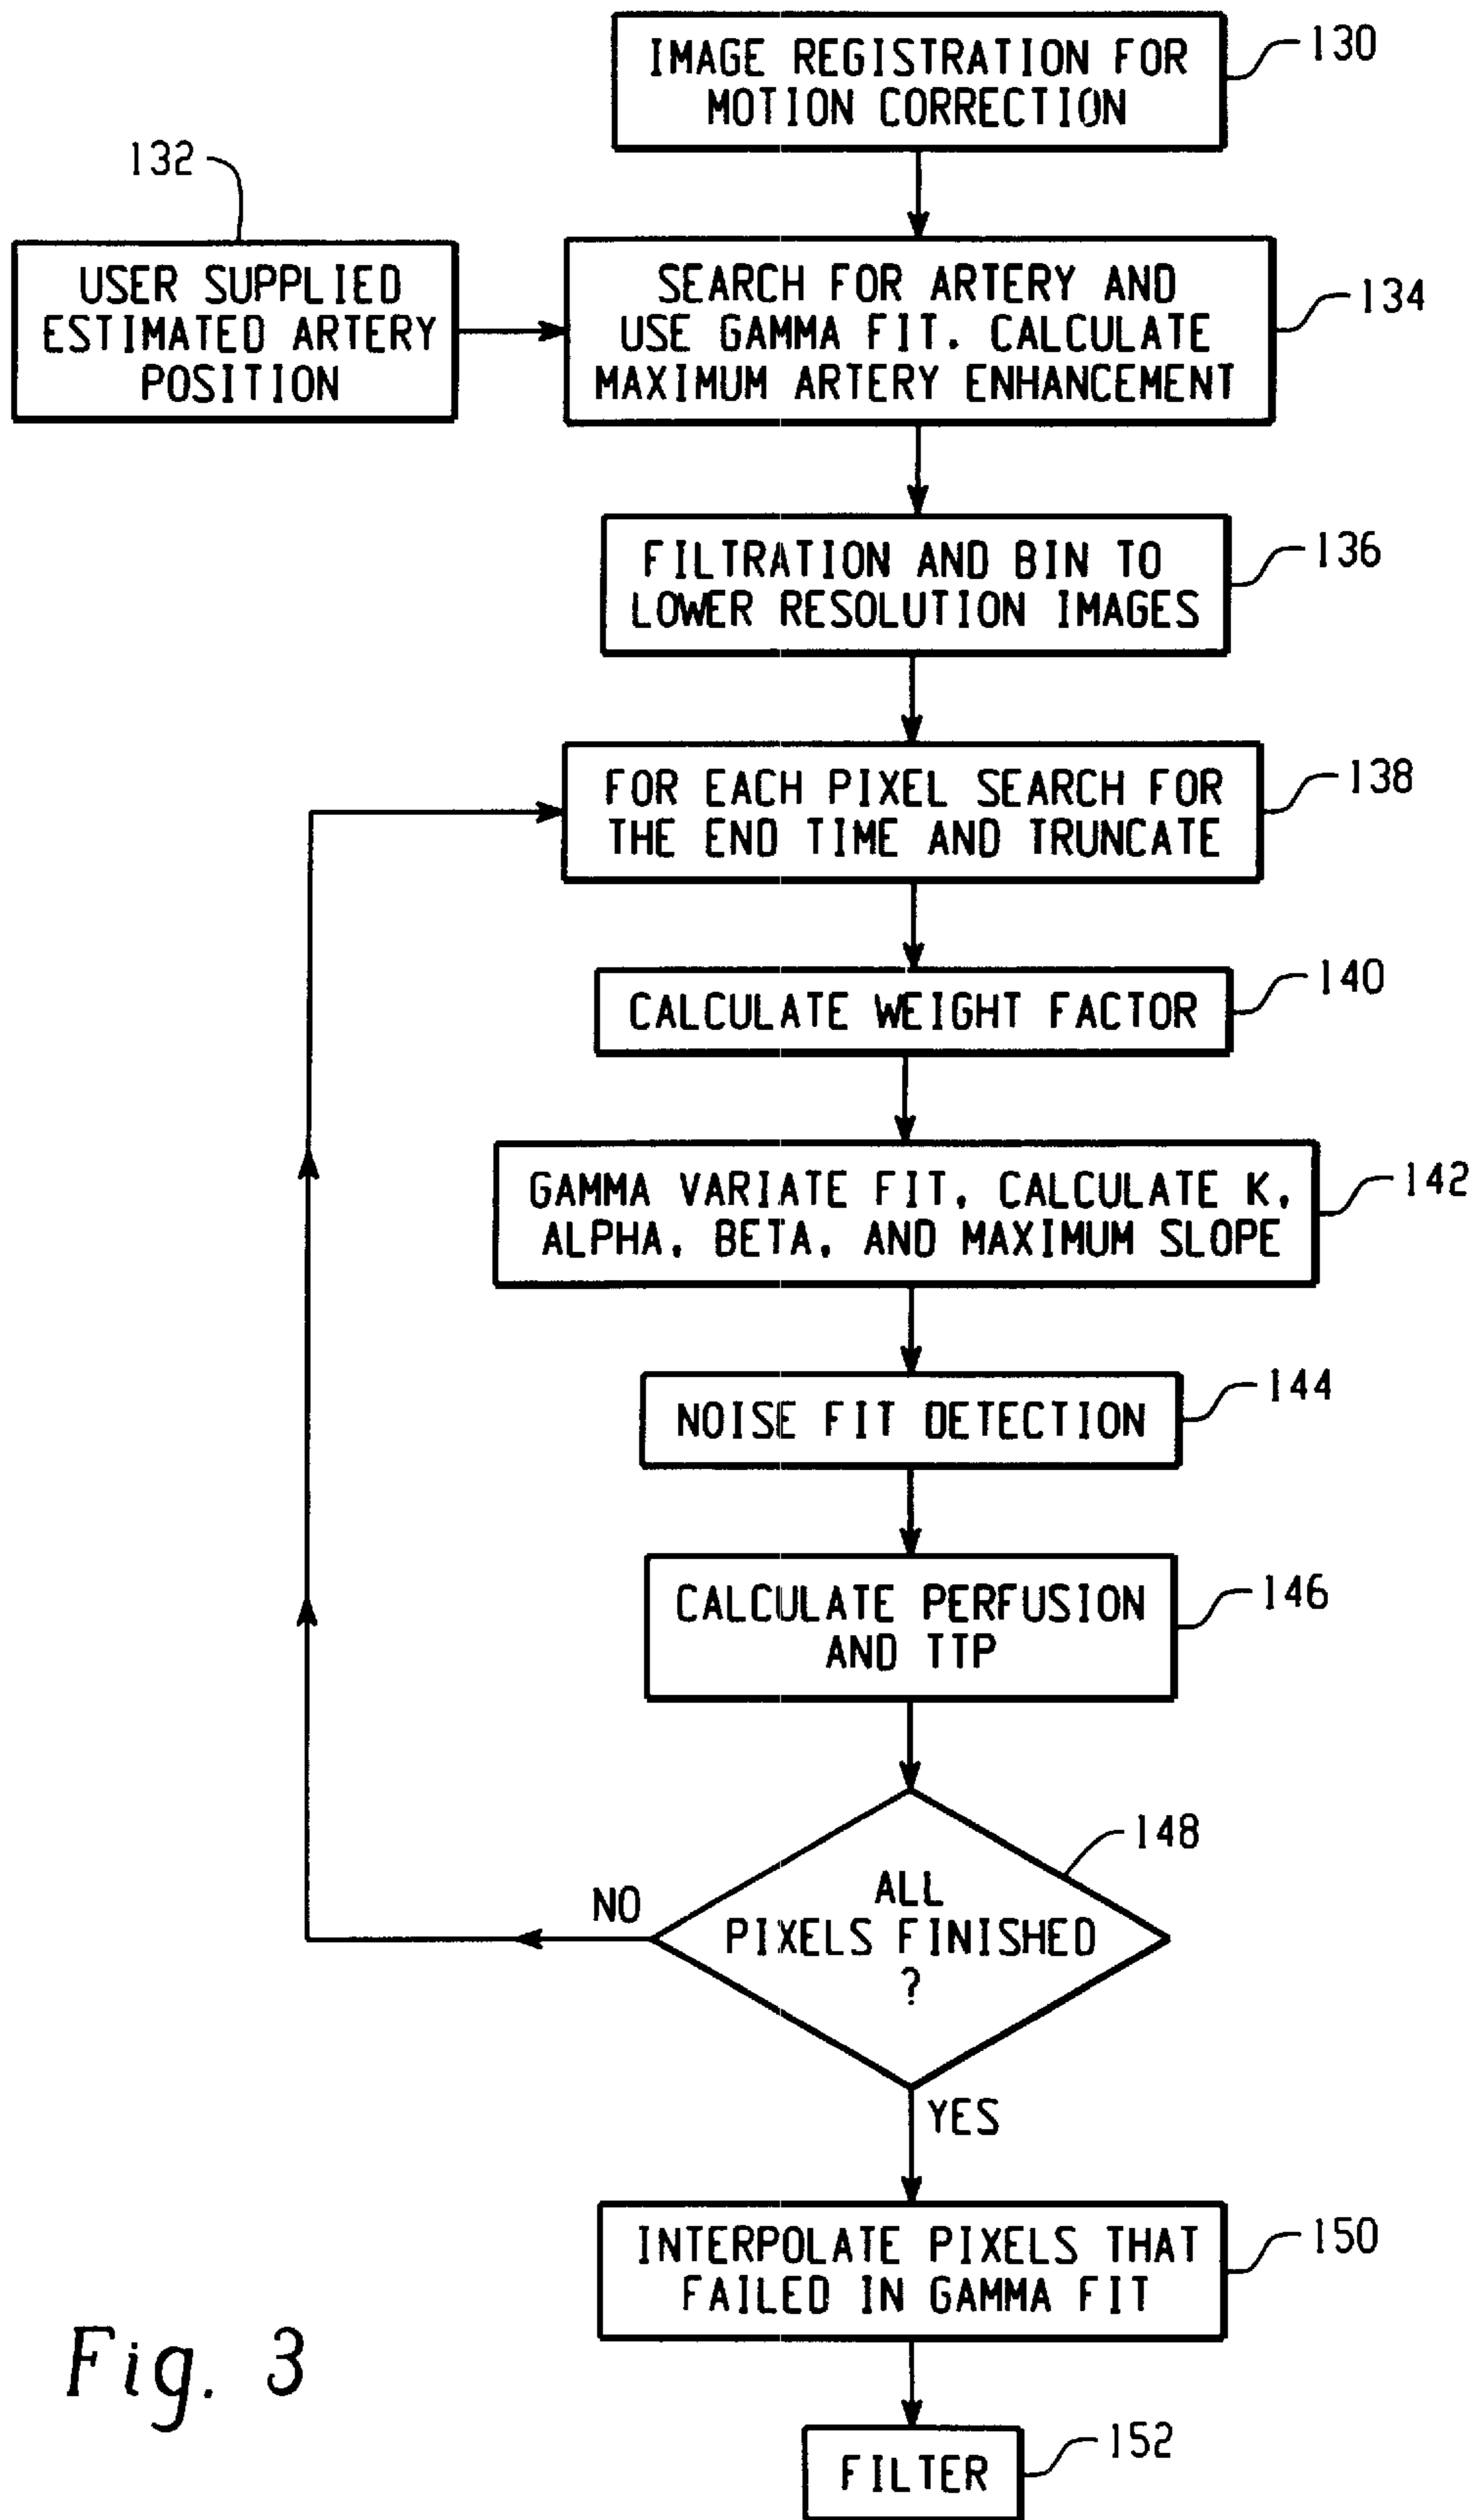 IMAGE REGISTRATION FOR
MOTION CORRECTION
130
132
USER SUPPLIED
ESTIMATED ARTERY
POSITION
SEARCH FOR ARTERY AND
USE GAMMA FIT. CALCULATE
MAXIMUM ARTERY ENHANCEMENT
134
FILTRATION AND BIN TO
LOWER RESOLUTION IMAGES
136
FOR EACH PIXEL SEARCH FOR
THE END TIME AND TRUNCATE
138
CALCULATE WEIGHT FACTOR
140
GAMMA VARIATE FIT, CALCULATE K,
ALPHA, BETA, AND MAXIMUM SLOPE
142
NOISE FIT DETECTION
144
CALCULATE PERFUSION
AND TTP
146
148
ALL
PIXELS FINISHED
?
NO
YES
INTERPOLATE PIXELS THAT
FAILED IN GAMMA FIT
150
FILTER
152
Fig. 3